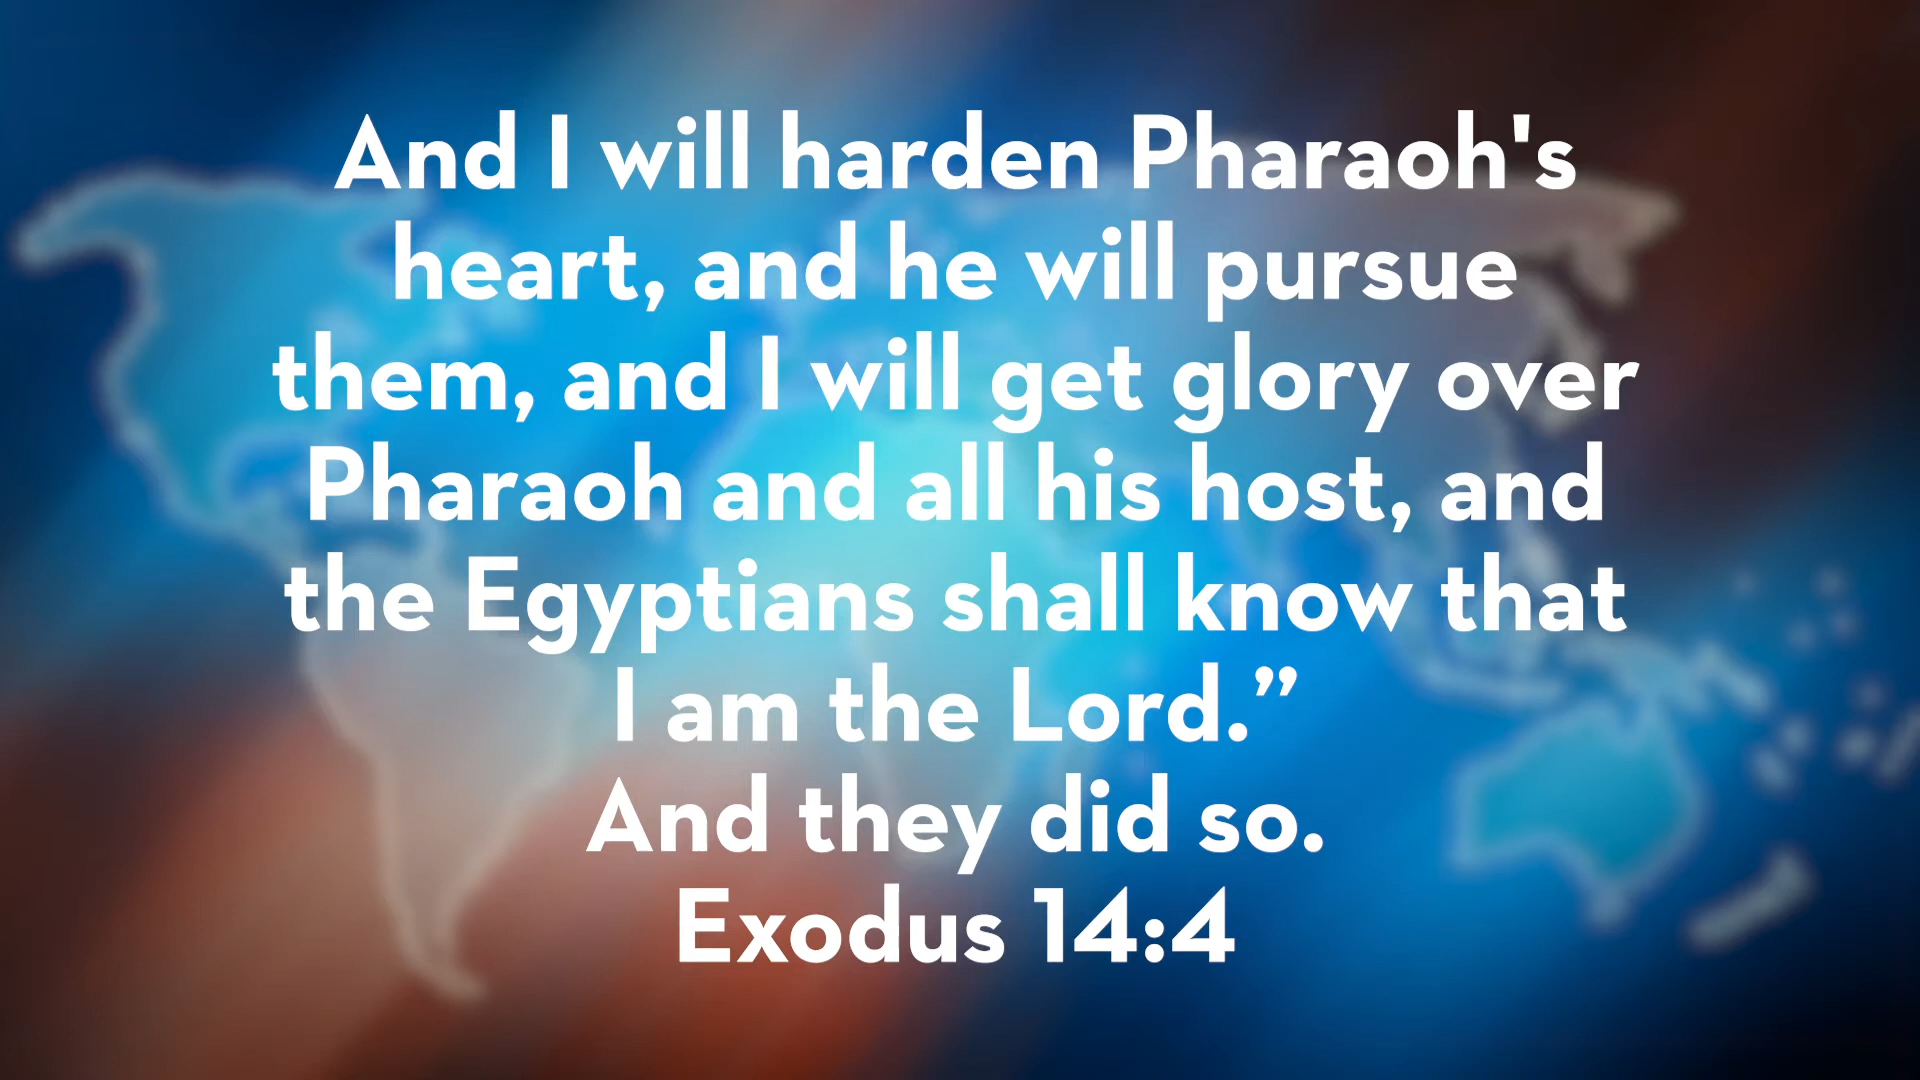 And I will harden Pharaoh's
heart, and he will pursue
them, and I will get glory over
Pharaoh and all his host, and
the Egyptians shall know that
I am the Lord.”
And they did so.
Exodus 14:4